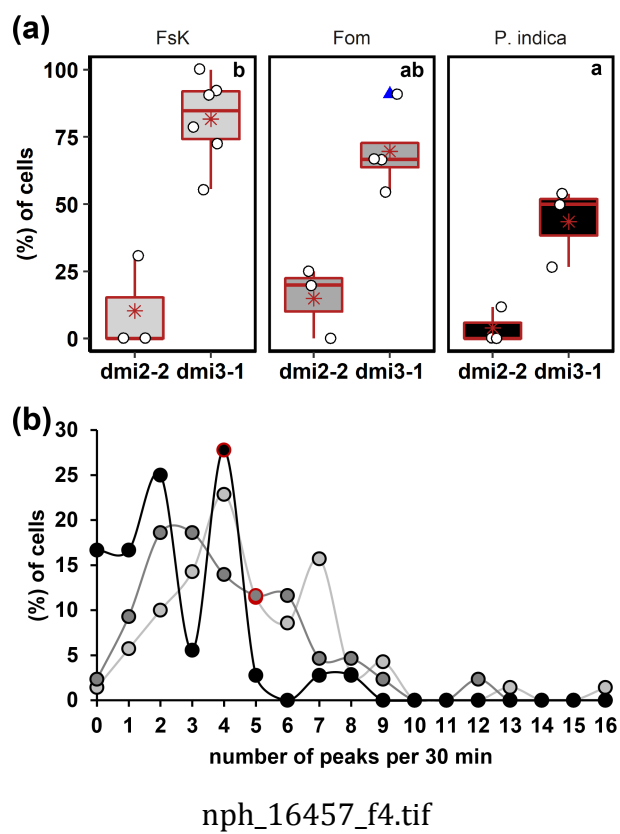 (a)
FsK Fom P. indica
b ab a
100
75
50
25
0
(%) of cells
dmi2-2 dmi3-1 dmi2-2 dmi3-1 dmi2-2 dmi3-1
(b)
30
25
20
15
10
5
0
(%) of cells
0 1 2 3 4 5 6 7 8 9 10 11 12 13 14 15 16
number of peaks per 30 min
nph_16457_f4.tif